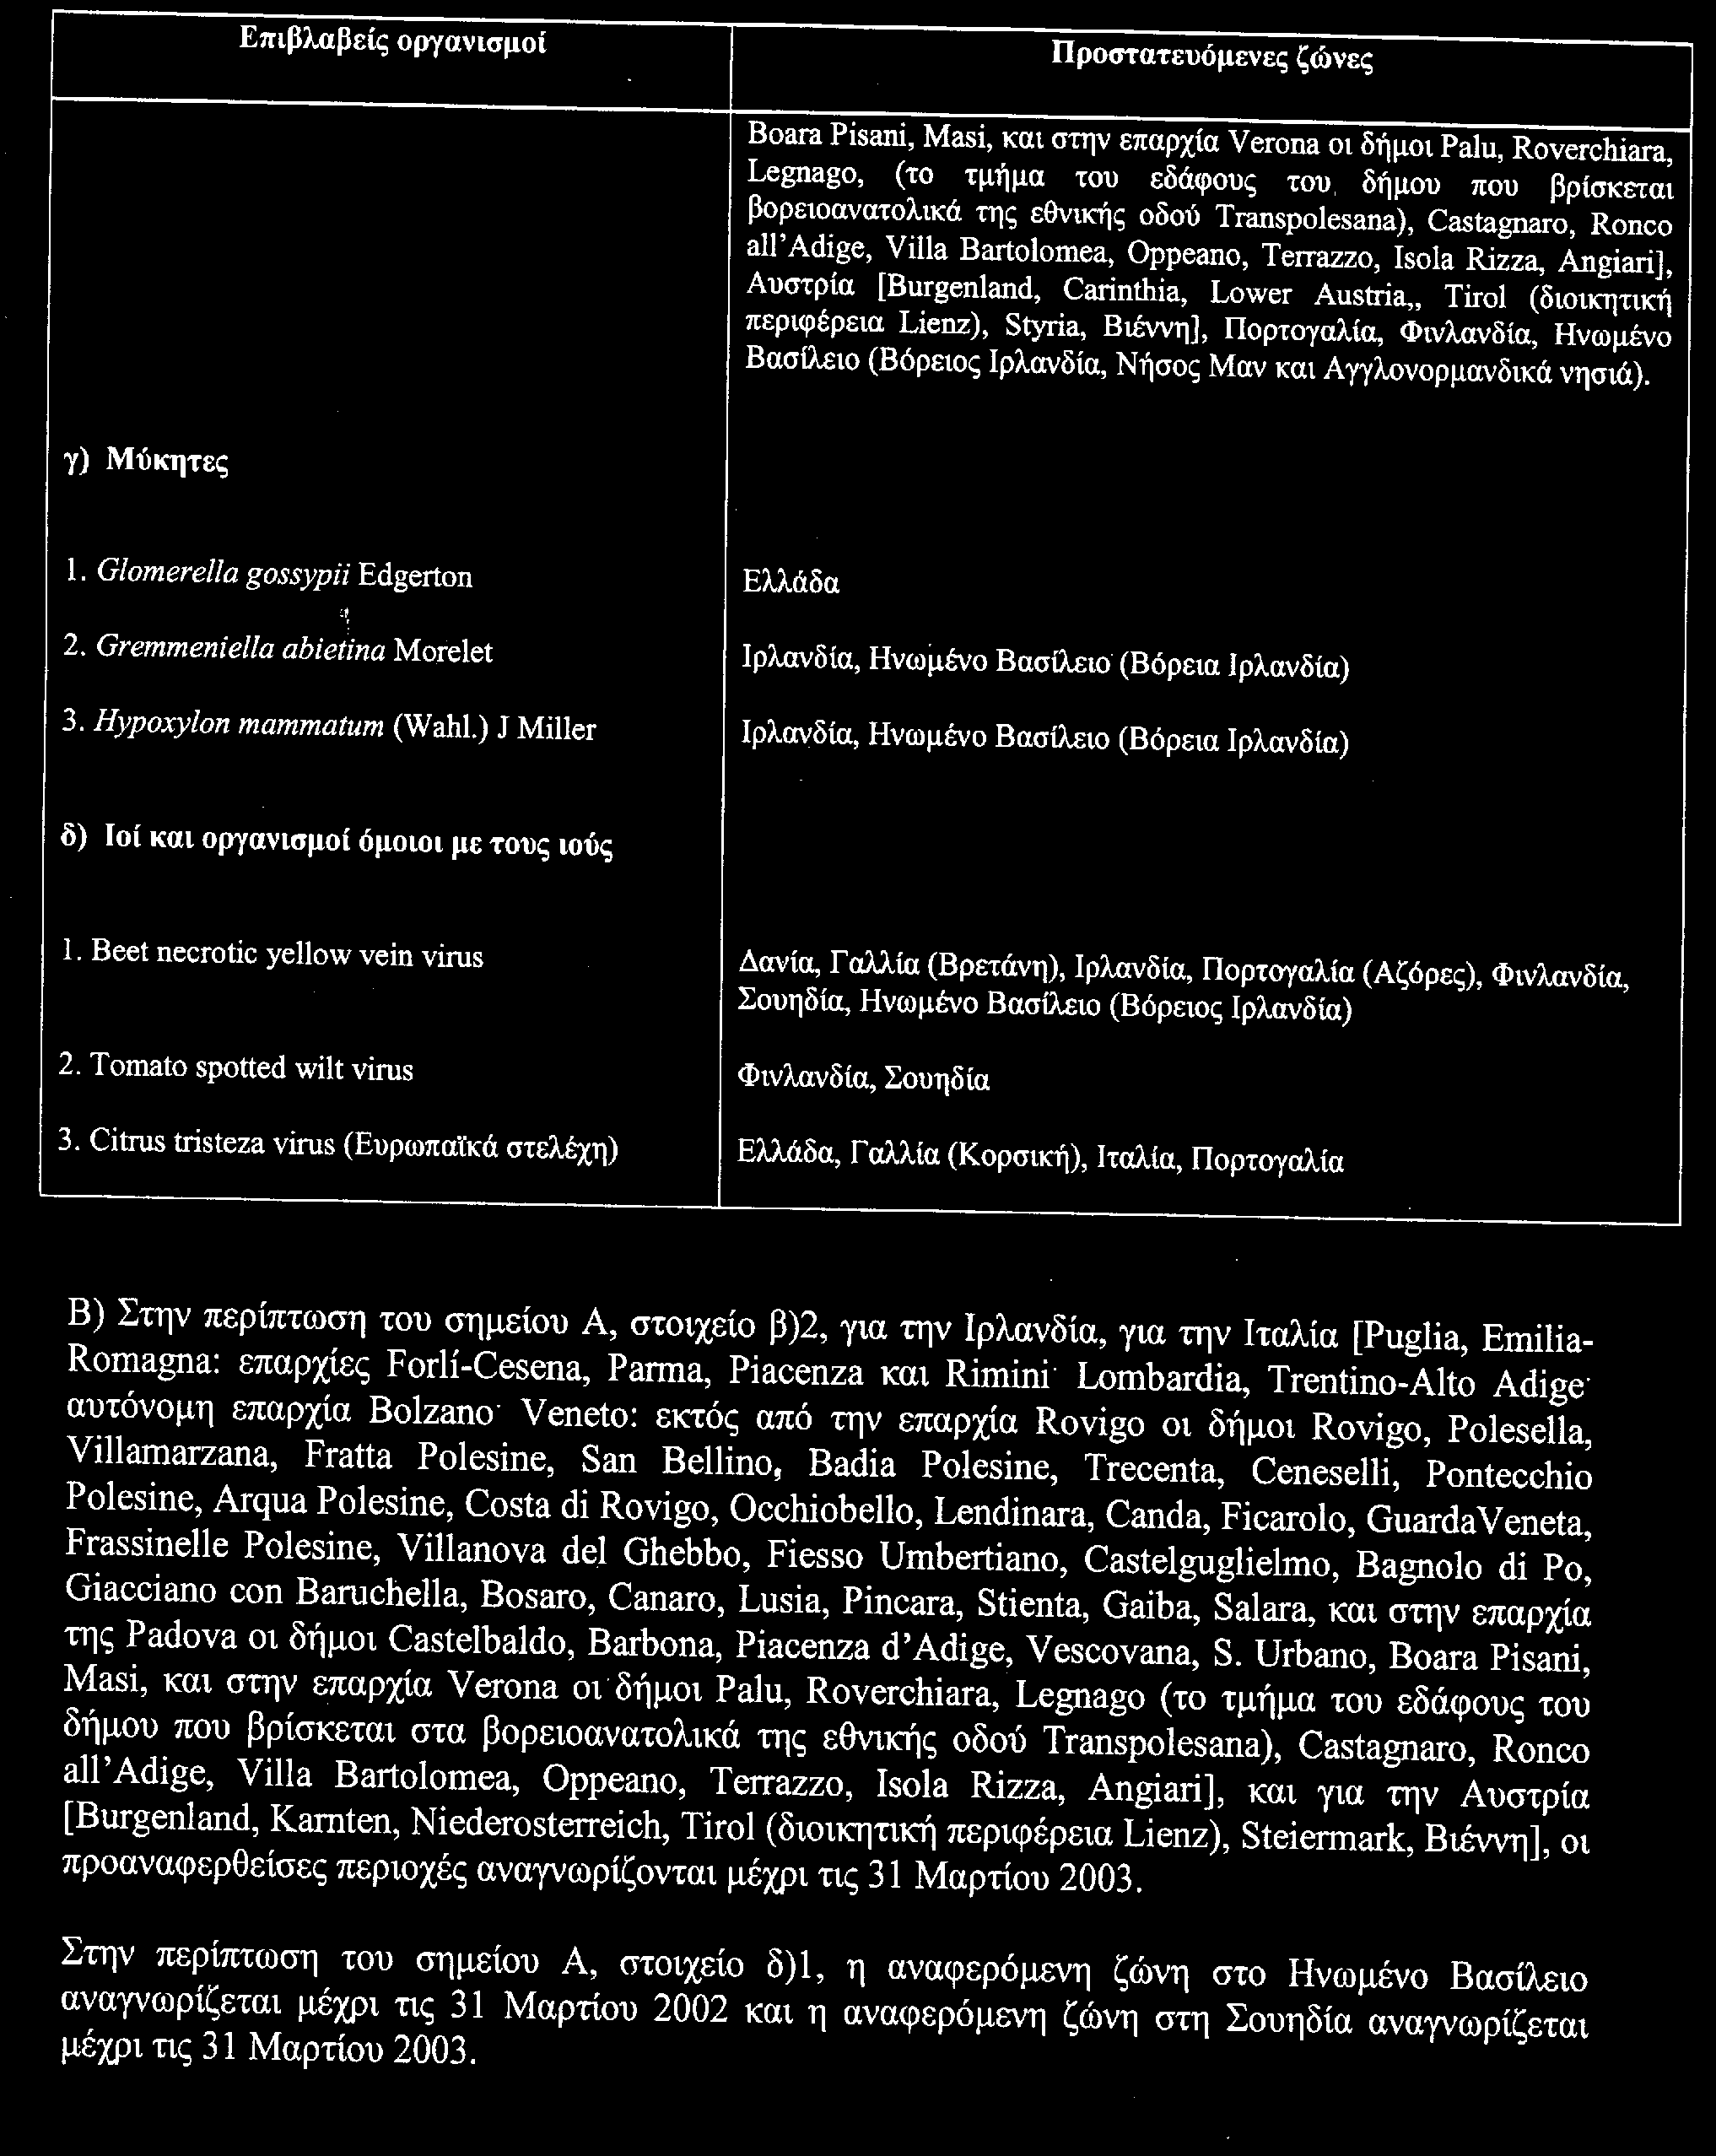 Επιβλαβείς οργανισμοί
Προστατευόμενες ζώνες
Boara Pisani, Masi, και στην επαρχία Verona οι δήμοι Palu, Roverchiara,
Legnago, (το τμήμα του εδάφους του δήμου που βρίσκεται
βορειοανατολικά της εθνικής οδού Transpolesana), Castagnaro, Ronco
all’Adige, Villa Bartolomea, Oppeano, Terrazzo, Isola Rizza, Angiari],
Αυστρία [Burgenland, Carinthia, Lower Austria,, Tirol (διοικητική
περιφέρεια Lienz), Styria, Βιέννη], Πορτογαλία, Φινλανδία, Ηνωμένο
Βασίλειο (Βόρειος Ιρλανδία, Νήσος Μαν και Αγγλονορμανδικά νησιά).
γ) Μύκητες
1. Glomerella gossypii Edgerton
Ελλάδα
2. Gremmeniella abietina Morelet
Ιρλανδία, Ηνωμένο Βασίλειο (Βόρεια Ιρλανδία)
3. Hypoxylon mammatum (Wahl.) J Miller
Ιρλανδία, Ηνωμένο Βασίλειο (Βόρεια Ιρλανδία)
δ) Ιοί και οργανισμοί όμοιοι με τους ιούς
1. Beet necrotic yellow vein virus
Δανία, Γαλλία (Βρετάνη), Ιρλανδία, Πορτογαλία (Αζόρες), Φινλανδία,
Σουηδία, Ηνωμένο Βασίλειο (Βόρειος Ιρλανδία)
2. Tomato spotted wilt virus
Φινλανδία, Σουηδία
3. Citrus tristeza virus (Ευρωπαϊκά στελέχη)
Ελλάδα, Γαλλία (Κορσική), Ιταλία, Πορτογαλία
Β) Στην περίπτωση του σημείου Α, στοιχείο β)2, για την Ιρλανδία, για την Ιταλία [Puglia, Emilia-
Romagna: επαρχίες Forlí-Cesena, Parma, Piacenza και Rimini· Lombardia, Trentino-Alto Adige·
αυτόνομη επαρχία Bolzano· Veneto: εκτός από την επαρχία Rovigo οι δήμοι Rovigo, Polesella,
Villamarzana, Fratta Polesine, San Bellino, Badia Polesine, Trecenta, Ceneselli, Pontecchio
Polesine, Arqua Polesine, Costa di Rovigo, Occhiobello, Lendinara, Canda, Ficarolo, GuardaVeneta,
Frassinelle Polesine, Villanova del Ghebbo, Fiesso Umbertiano, Castelguglielmo, Bagnolo di Po,
Giacciano con Baruchella, Bosaro, Canaro, Lusia, Pincara, Stienta, Gaiba, Salara, και στην επαρχία
της Padova οι δήμοι Castelbaldo, Barbona, Piacenza d’Adige, Vescovana, S. Urbano, Boara Pisani,
Masi, και στην επαρχία Verona οι δήμοι Palu, Roverchiara, Legnago (το τμήμα του εδάφους του
δήμου που βρίσκεται στα βορειοανατολικά της εθνικής οδού Transpolesana), Castagnaro, Ronco
all’Adige, Villa Bartolomea, Oppeano, Terrazzo, Isola Rizza, Angiari], και για την Αυστρία
[Burgenland, Karnten, Niederosterreich, Tirol (διοικητική περιφέρεια Lienz), Steiermark, Βιέννη], οι
προαναφερθείσες περιοχές αναγνωρίζονται μέχρι τις 31 Μαρτίου 2003.
Στην περίπτωση του σημείου Α, στοιχείο δ)1, η αναφερόμενη ζώνη στο Ηνωμένο Βασίλειο
αναγνωρίζεται μέχρι τις 31 Μαρτίου 2002 και η αναφερόμενη ζώνη στη Σουηδία αναγνωρίζεται
μέχρι τις 31 Μαρτίου 2003.